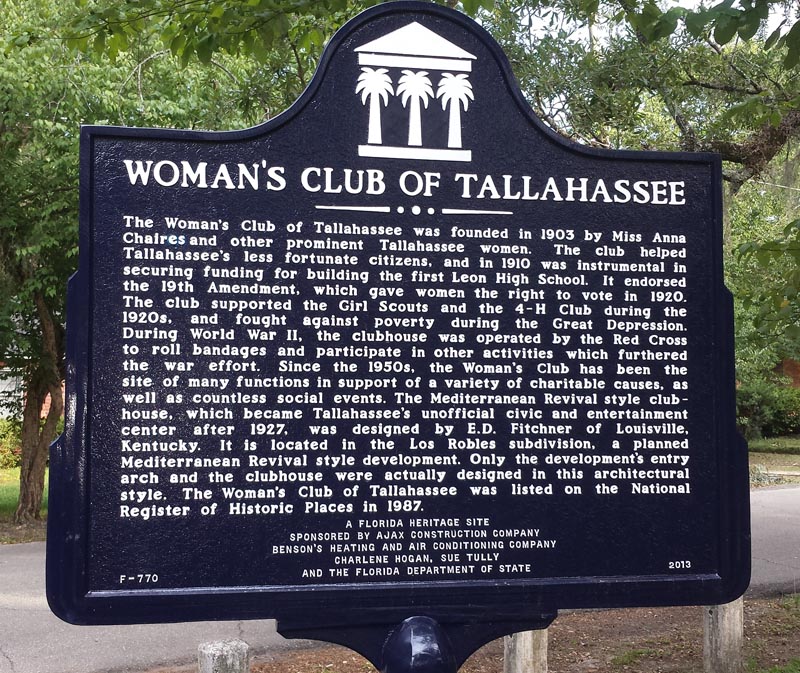 WOMAN'S CLUB OF TALLAHASSEE
The Woman's Club of Tallahassee was founded in 1903 by Miss Anna
Chaires and other prominent Tallahassee women. The club helped
Tallahassee's less fortunate citizens, and in 1910 was instrumental in
securing funding for building the first Leon High School. It endorsed
the 19th Amendment, which gave women the right to vote in 1920.
The club supported the Girl Scouts and the 4-H Club during the
1920s, and fought against poverty during the Great Depression.
During World War II, the clubhouse was operated by the Red Cross
to roll bandages and participate in other activities which furthered
the war effort. Since the 1950s, the Woman's Club has been the
site of many functions in support of a variety of charitable causes, as
well as countless social events. The Mediterranean Revival style club-
house, which became Tallahassee's unofficial civic and entertainment
center after 1927, was designed by E.D. Fitchner of Louisville,
Kentucky. It is located in the Los Robles subdivision, a planned
Mediterranean Revival style development. Only the development's entry
arch and the clubhouse were actually designed in this architectural
style. The Woman's Club of Tallahassee was listed on the National
Register of Historic Places in 1987.
A FLORIDA HERITAGE SITE
SPONSORED BY AJAX CONSTRUCTION COMPANY
BENSON'S HEATING AND AIR CONDITIONING COMPANY
CHARLENE HOGAN, SUE TULLY
AND THE FLORIDA DEPARTMENT OF STATE
F-770 2013